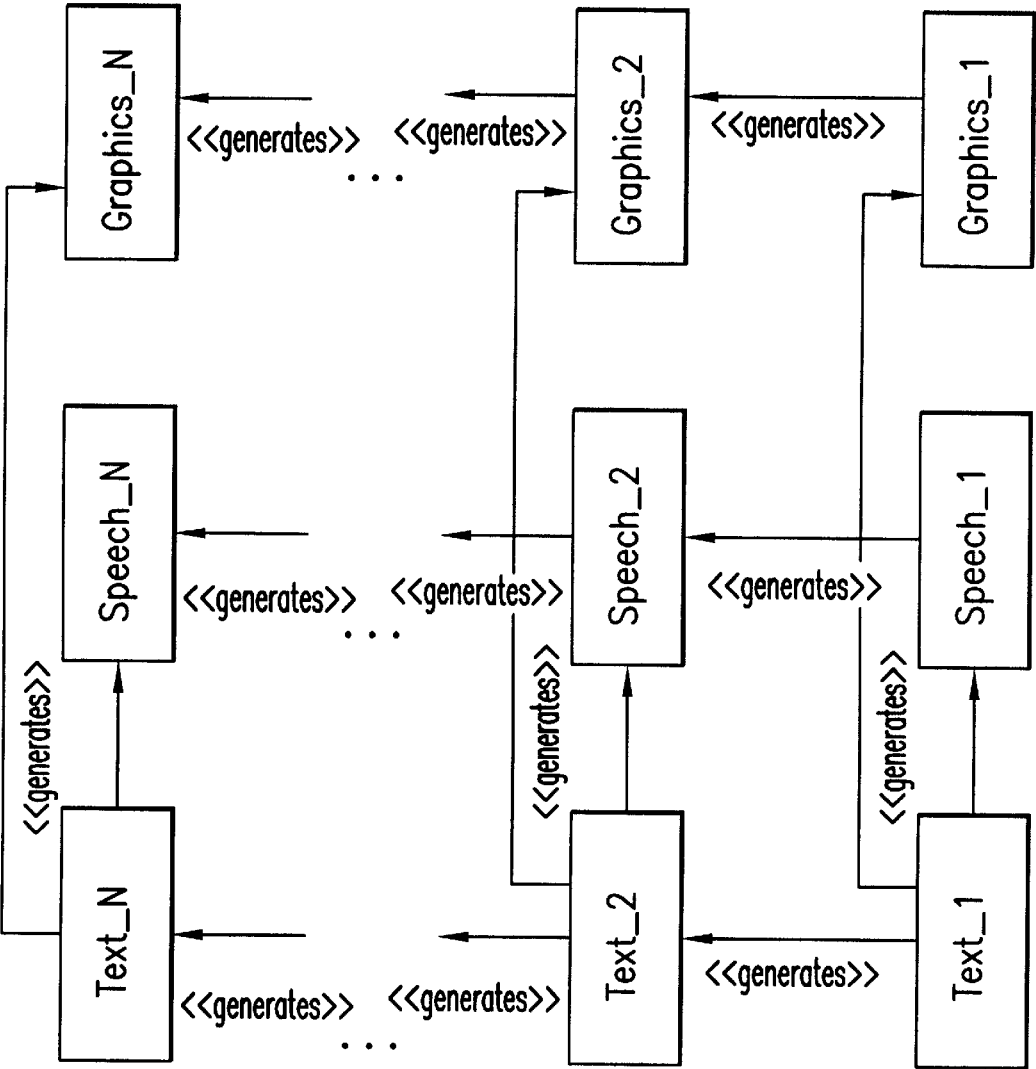 Text_1
<<generates>>
Text_2
<<generates>>
. . .
<<generates>>
Text_N
<<generates>>
<<generates>>
<<generates>>
Speech_1
<<generates>>
Speech_2
<<generates>>
. . .
<<generates>>
Speech_N
Graphics_1
<<generates>>
Graphics_2
<<generates>>
. . .
<<generates>>
Graphics_N